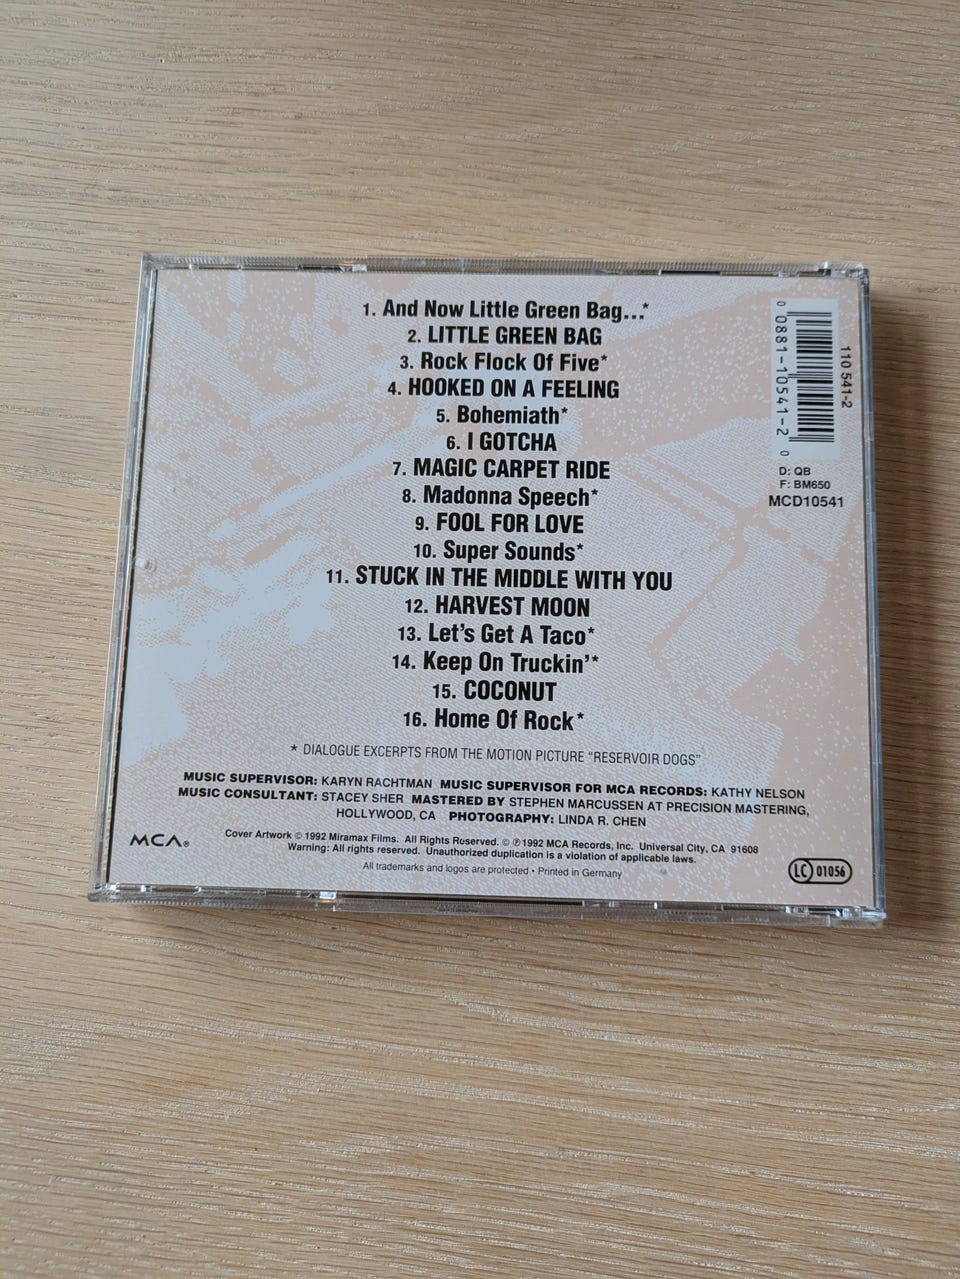 1. And Now Little Green Bag...*
2. LITTLE GREEN BAG
3. Rock Flock Of Five*
4. HOOKED ON A FEELING
5. Bohemiath*
6. I GOTCHA
7. MAGIC CARPET RIDE
8. Madonna Speech*
9. FOOL FOR LOVE
10. Super Sounds*
11. STUCK IN THE MIDDLE WITH YOU
12. HARVEST MOON
13. Let's Get A Taco*
14. Keep On Truckin'*
15. COCONUT
16. Home Of Rock*
* DIALOGUE EXCERPTS FROM THE MOTION PICTURE "RESERVOIR DOGS"
MUSIC SUPERVISOR: KARYN RACHTMAN MUSIC SUPERVISOR FOR MCA RECORDS: KATHY NELSON
MUSIC CONSULTANT: STACEY SHER MASTERED BY STEPHEN MARCUSSEN AT PRECISION MASTERING,
HOLLYWOOD, CA PHOTOGRAPHY: LINDA R. CHEN
Cover Artwork © 1992 Miramax Films. All Rights Ruserved. © ℗ 1992 MCA Records, Inc. Universal City, CA 91608
Warning: All rights reserved. Unauthorized duplication is a violation of applicable laws.
All trademarks and logos are protected • Printed in Germany
MCA®
LC 01056
0 0881-10541-2 0
110 541-2
D: QB
F: BM650
MCD10541